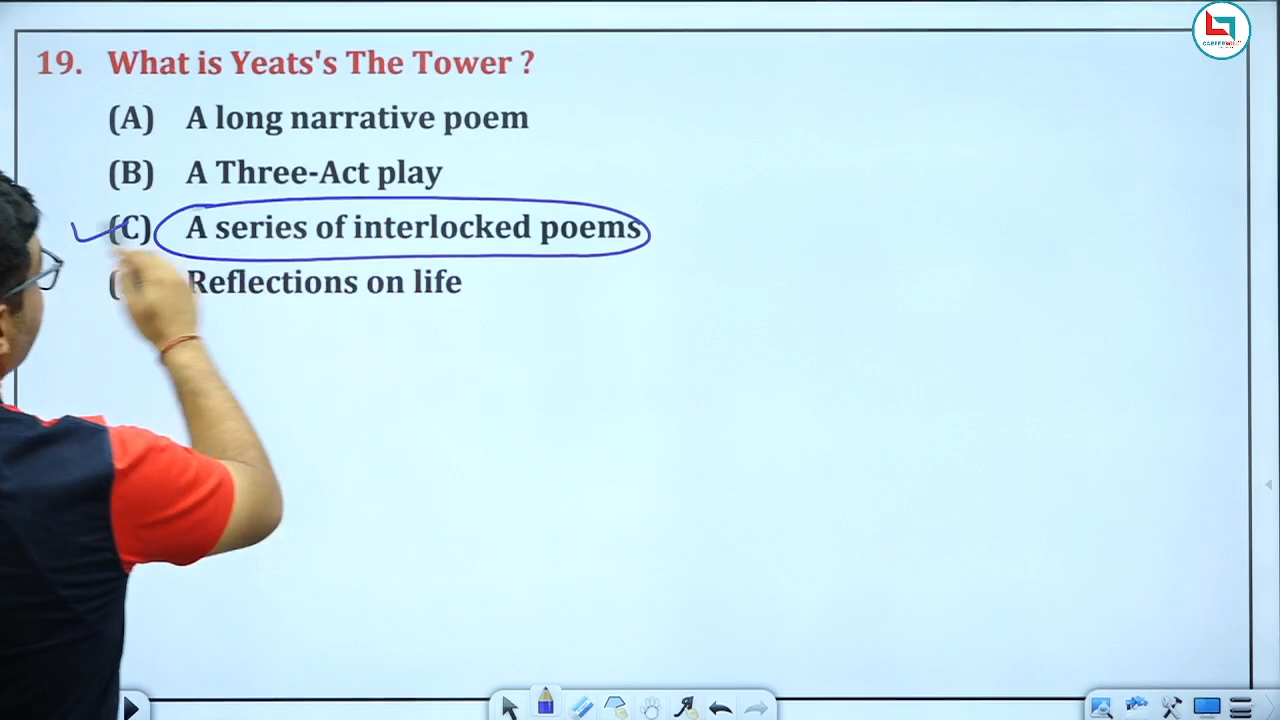 19. What is Yeats's The Tower ?
(A) A long narrative poem
(B) A Three-Act play
(C) A series of interlocked poems
( Reflections on life